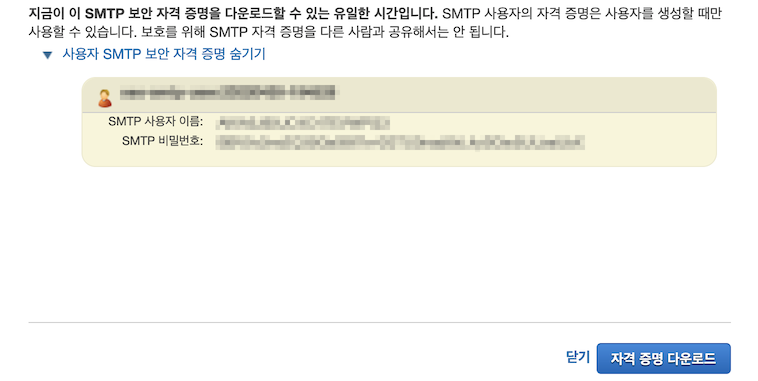 지금이 이 SMTP 보안 자격 증명을 다운로드할 수 있는 유일한 시간입니다. SMTP 사용자의 자격 증명은 사용자를 생성할 때만
사용할 수 있습니다. 보호를 위해 SMTP 자격 증명을 다른 사람과 공유해서는 안 됩니다.
사용자 SMTP 보안 자격 증명 숨기기
SMTP 사용자 이름:
SMTP 비밀번호:
닫기 자격 증명 다운로드